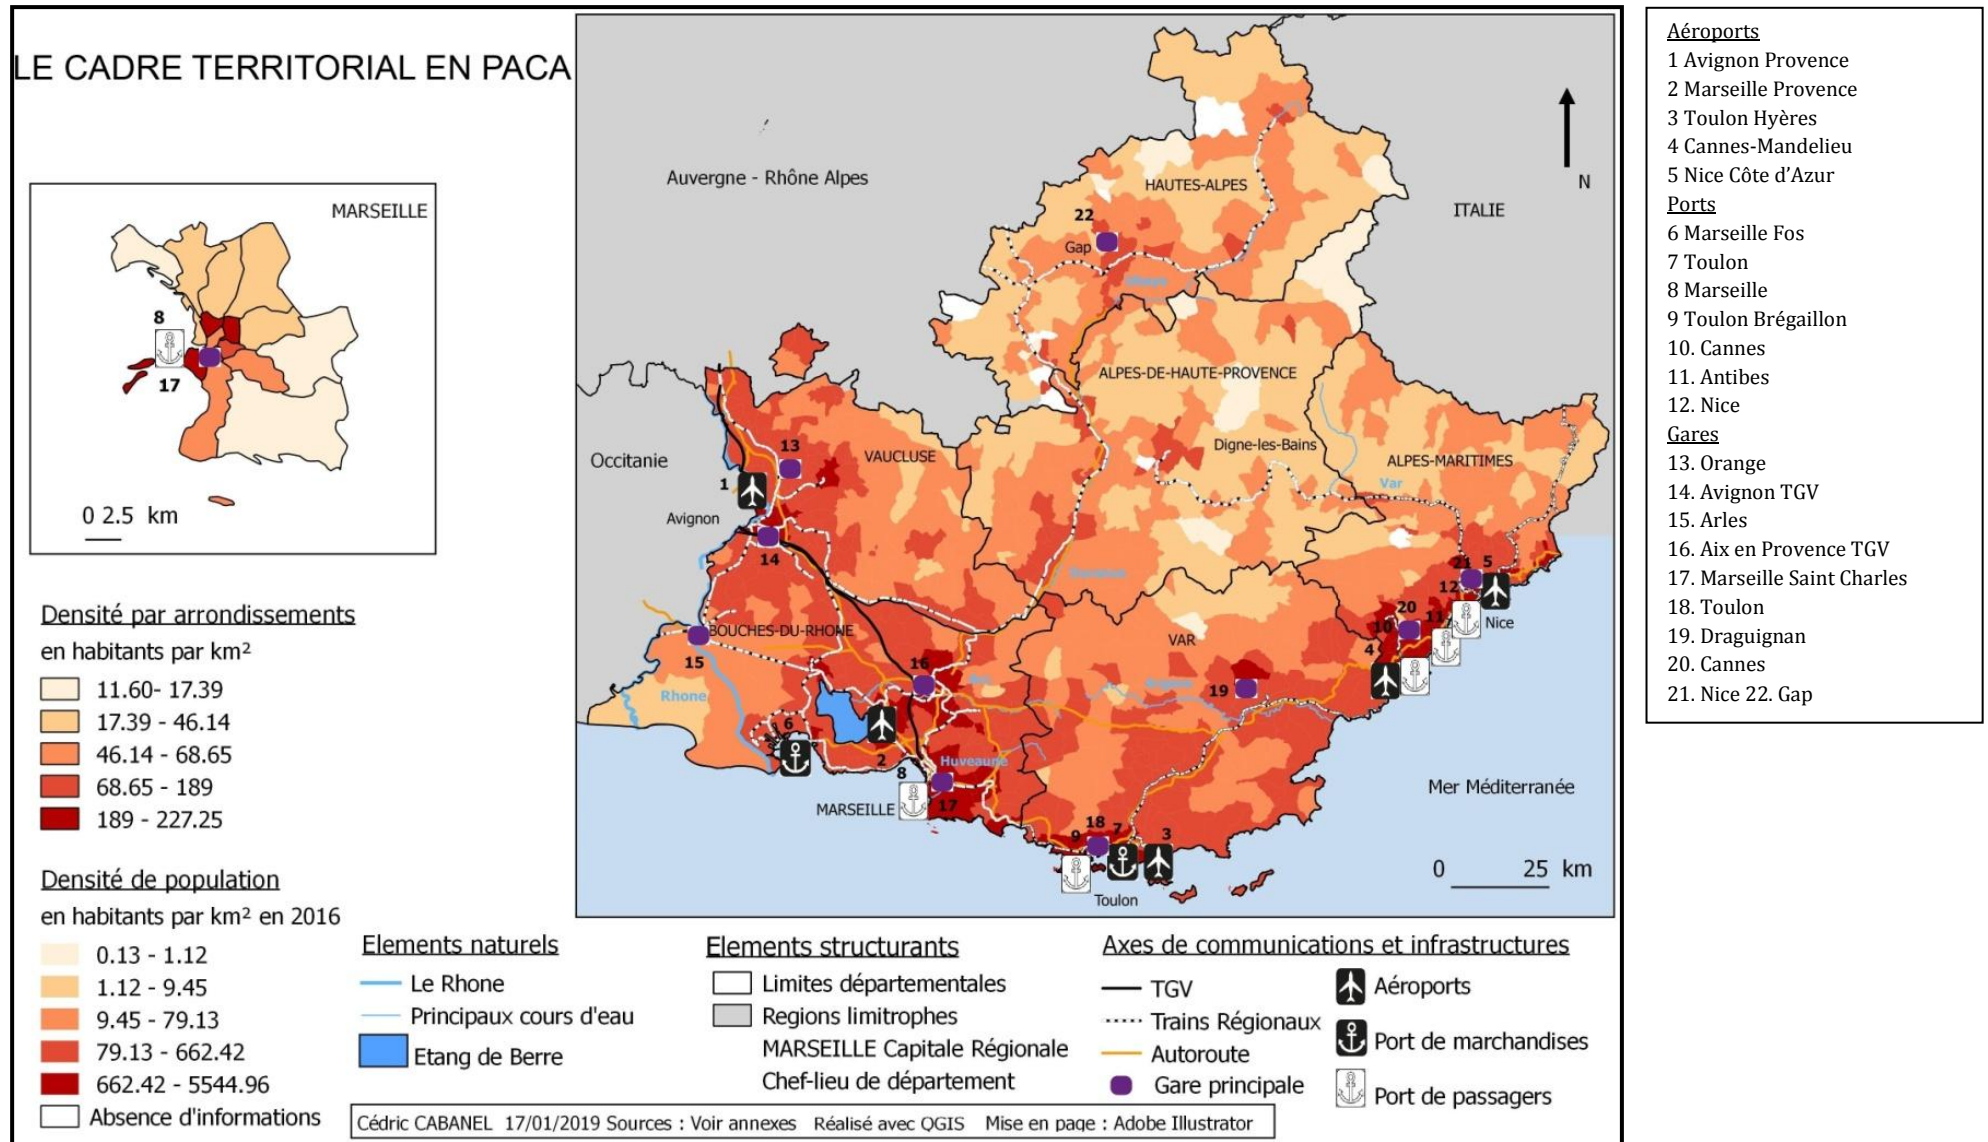 LE CADRE TERRITORIAL EN PACA
MARSEILLE
8
17
0 2.5 km
Densité par arrondissements
en habitants par km²
11.60- 17.39
17.39 - 46.14
46.14 - 68.65
68.65 - 189
189 - 227.25
Densité de population
en habitants par km² en 2016
0.13 - 1.12
1.12 - 9.45
9.45 - 79.13
79.13 - 662.42
662.42 - 5544.96
Absence d'informations
Auvergne - Rhône Alpes
HAUTES-ALPES
N
ITALIE
22
Gap
ALPES-DE-HAUTE-PROVENCE
Occitanie
13
VAUCLUSE
Digne-les-Bains
ALPES-MARITIMES
1
Var
Avignon
14
21 5
12
20
11
10
Nice
BOUCHES-DU-RHONE
VAR
4
15
16
19
Rhone
6
2
Huveaune
8
17
MARSEILLE
Mer Méditerranée
18
7
3
9
0 25 km
Toulon
Elements naturels
Le Rhone
Principaux cours d'eau
Etang de Berre
Elements structurants
Limites départementales
Regions limitrophes
MARSEILLE Capitale Régionale
Chef-lieu de département
Axes de communications et infrastructures
TGV
Trains Régionaux
Autoroute
Gare principale
Aéroports
Port de marchandises
Port de passagers
Cédric CABANEL 17/01/2019 Sources : Voir annexes Réalisé avec QGIS Mise en page : Adobe Illustrator
Aéroports
1 Avignon Provence
2 Marseille Provence
3 Toulon Hyères
4 Cannes-Mandelieu
5 Nice Côte d’Azur
Ports
6 Marseille Fos
7 Toulon
8 Marseille
9 Toulon Brégaillon
10. Cannes
11. Antibes
12. Nice
Gares
13. Orange
14. Avignon TGV
15. Arles
16. Aix en Provence TGV
17. Marseille Saint Charles
18. Toulon
19. Draguignan
20. Cannes
21. Nice 22. Gap